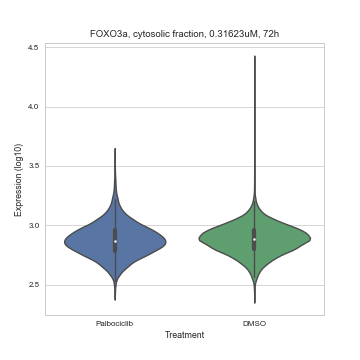 FOXO3a, cytosolic fraction, 0.31623uM, 72h
4.5
4.0
3.5
3.0
2.5
Expression (log10)
Palbociclib
DMSO
Treatment